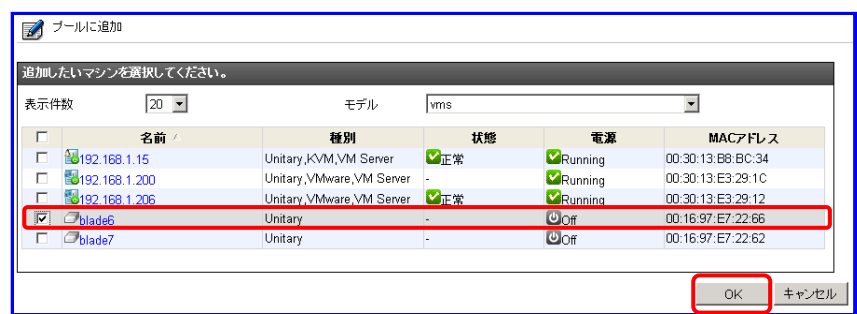 プールに追加
追加したいマシンを選択してください。
表示件数 20 モデル vms
名前 種別 状態 電源 MACアドレス
192.168.1.15 Unitary,KVM,VM Server 正常 Running 00:30:13:B8:BC:34
192.168.1.200 Unitary,VMware,VM Server - Running 00:30:13:E3:29:1C
192.168.1.206 Unitary,VMware,VM Server 正常 Running 00:30:13:E3:29:12
blade6 Unitary - Off 00:16:97:E7:22:66
blade7 Unitary - Off 00:16:97:E7:22:62
OK キャンセル